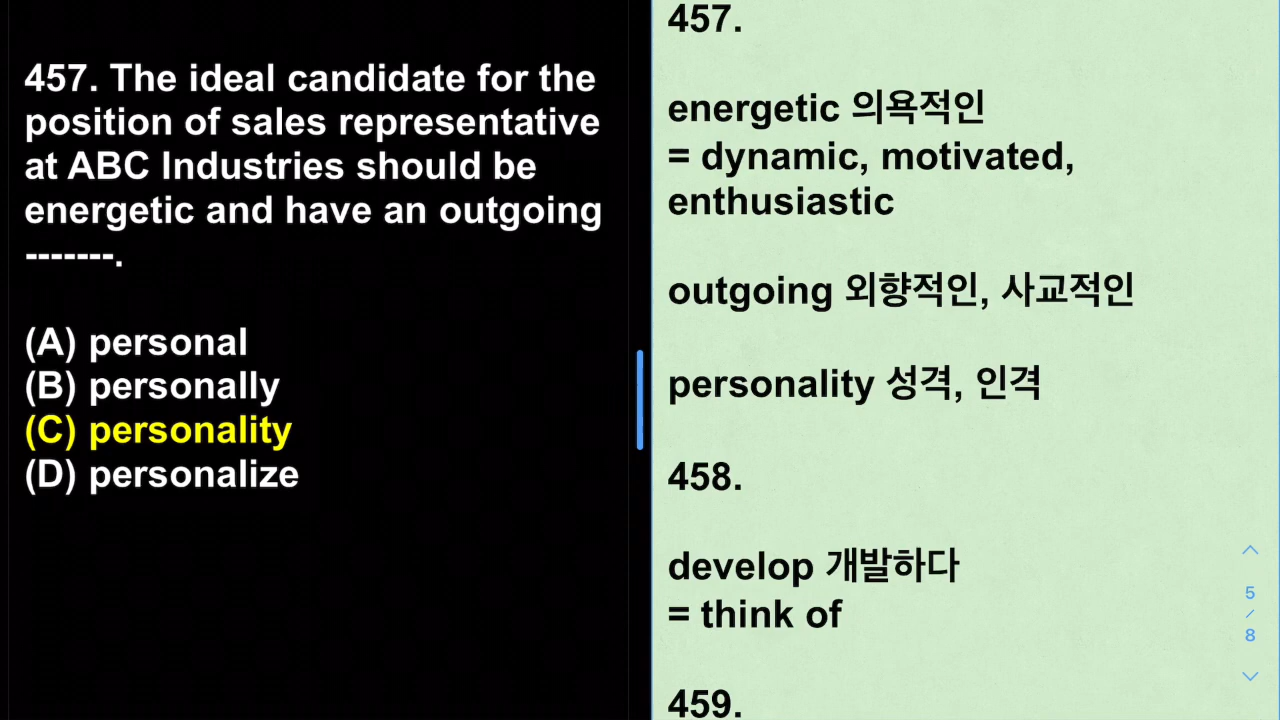 457. The ideal candidate for the
position of sales representative
at ABC Industries should be
energetic and have an outgoing
-------.
(A) personal
(B) personally
(C) personality
(D) personalize
457.
energetic 의욕적인
= dynamic, motivated,
enthusiastic
outgoing 외향적인, 사교적인
personality 성격, 인격
458.
develop 개발하다
= think of
459.
5
/
8